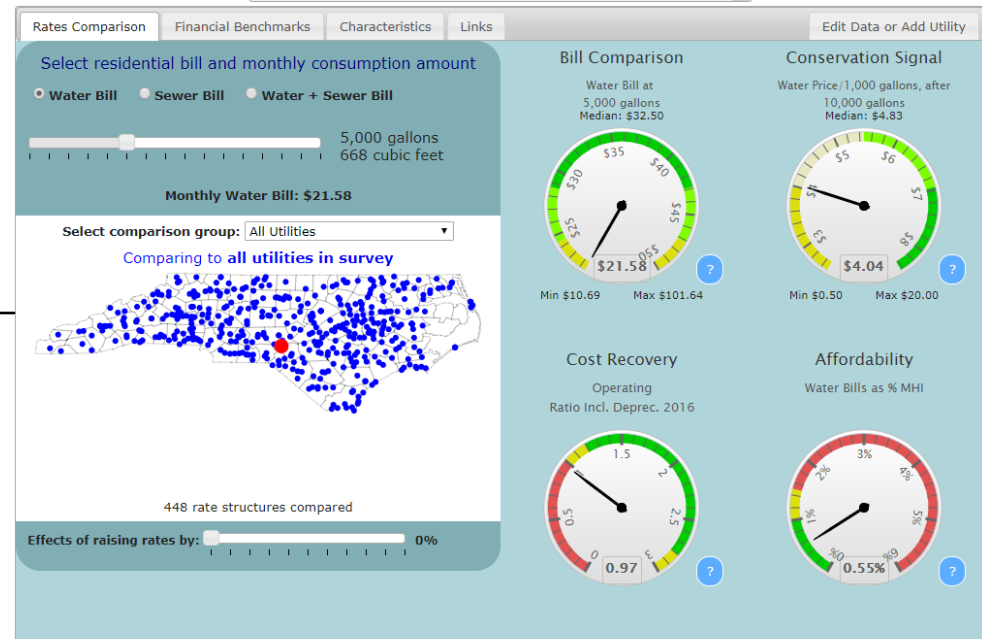 Rates Comparison
Financial Benchmarks
Characteristics
Links
Edit Data or Add Utility
Select residential bill and monthly consumption amount
Water Bill
Sewer Bill
Water + Sewer Bill
5,000 gallons
668 cubic feet
Monthly Water Bill: $21.58
Select comparison group: All Utilities
Comparing to all utilities in survey
448 rate structures compared
Effects of raising rates by: 0%
Bill Comparison
Water Bill at
5,000 gallons
Median: $32.50
$25
$30
$35
$40
$45
$50
$21.58
?
Min $10.69 Max $101.64
Conservation Signal
Water Price/1,000 gallons, after
10,000 gallons
Median: $4.83
$3
$4
$5
$6
$7
$8
$4.04
?
Min $0.50 Max $20.00
Cost Recovery
Operating
Ratio Incl. Deprec. 2016
0
0.5
1
1.5
2
2.5
3
0.97
?
Affordability
Water Bills as % MHI
0%
1%
2%
3%
4%
5%
6%
0.55%
?